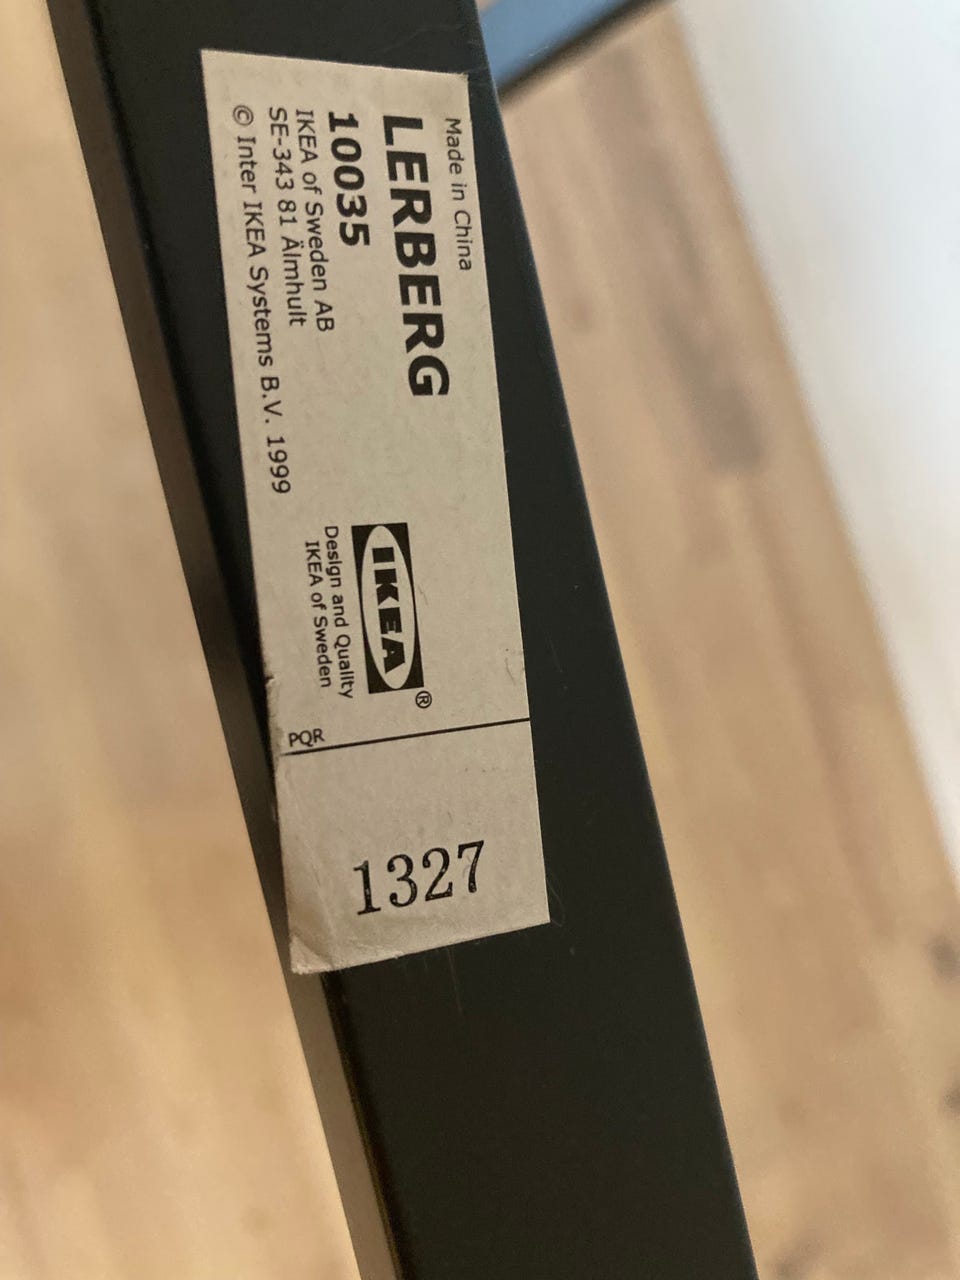 Made in China
LERBERG
10035
IKEA of Sweden AB
SE-343 81 Älmhult
© Inter IKEA Systems B.V. 1999
IKEA®
Design and Quality
IKEA of Sweden
PQR
1327